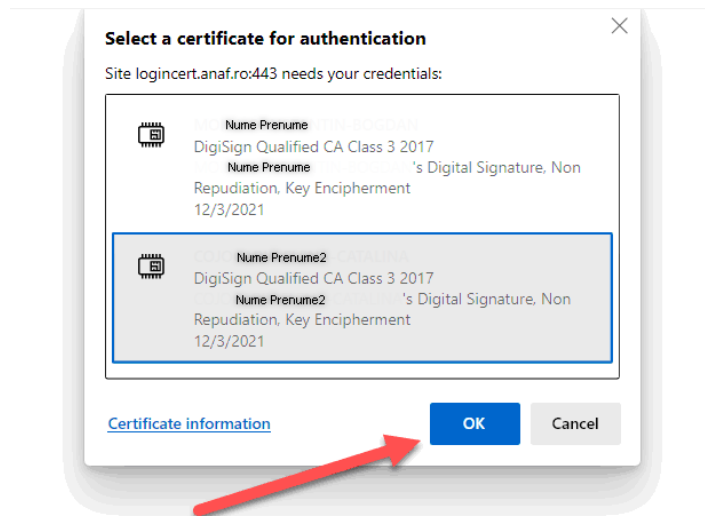 Select a certificate for authentication
Site logincert.anaf.ro:443 needs your credentials:
Nume Prenume
DigiSign Qualified CA Class 3 2017
Nume Prenume 's Digital Signature, Non
Repudiation, Key Encipherment
12/3/2021
Nume Prenume2
DigiSign Qualified CA Class 3 2017
Nume Prenume2 's Digital Signature, Non
Repudiation, Key Encipherment
12/3/2021
Certificate information
OK
Cancel